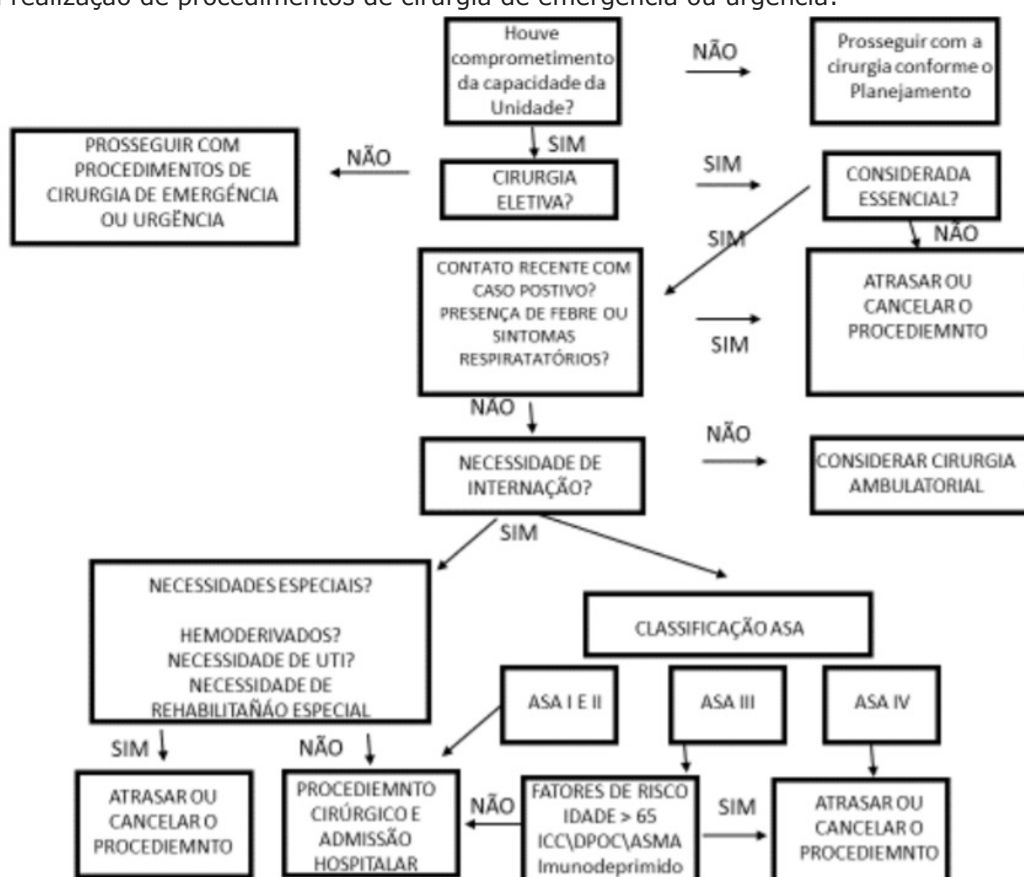 realização de procedimentos de cirurgia de emergência ou urgência?
Houve
comprometimento
da capacidade da
Unidade?
NÃO
Prosseguir com a
cirurgia conforme o
Planejamento
SIM
PROSSEGUIR COM
PROCEDIMENTOS DE
CIRURGIA DE EMERGÉNCIA
OU URGËNCIA
NÃO
CIRURGIA
ELETIVA?
SIM
CONSIDERADA
ESSENCIAL?
SIM
NÃO
CONTATO RECENTE COM
CASO POSTIVO?
PRESENÇA DE FEBRE OU
SINTOMAS
RESPIRATATÓRIOS?
SIM
ATRASAR OU
CANCELAR O
PROCEDIEMNTO
NÃO
NECESSIDADE DE
INTERNAÇÃO?
NÃO
CONSIDERAR CIRURGIA
AMBULATORIAL
SIM
NECESSIDADES ESPECIAIS?
HEMODERIVADOS?
NECESSIDADE DE UTI?
NECESSIDADE DE
REHABILITAÑÁO ESPECIAL
CLASSIFICAÇÃO ASA
ASA I E II
ASA III
ASA IV
SIM
NÃO
ATRASAR OU
CANCELAR O
PROCEDIEMNTO
PROCEDIEMNTO
CIRÚRGICO E
ADMISSÃO
HOSPITALAR
NÃO
FATORES DE RISCO
IDADE > 65
ICC\DPOC\ASMA
Imunodeprimido
SIM
ATRASAR OU
CANCELAR O
PROCEDIEMNTO